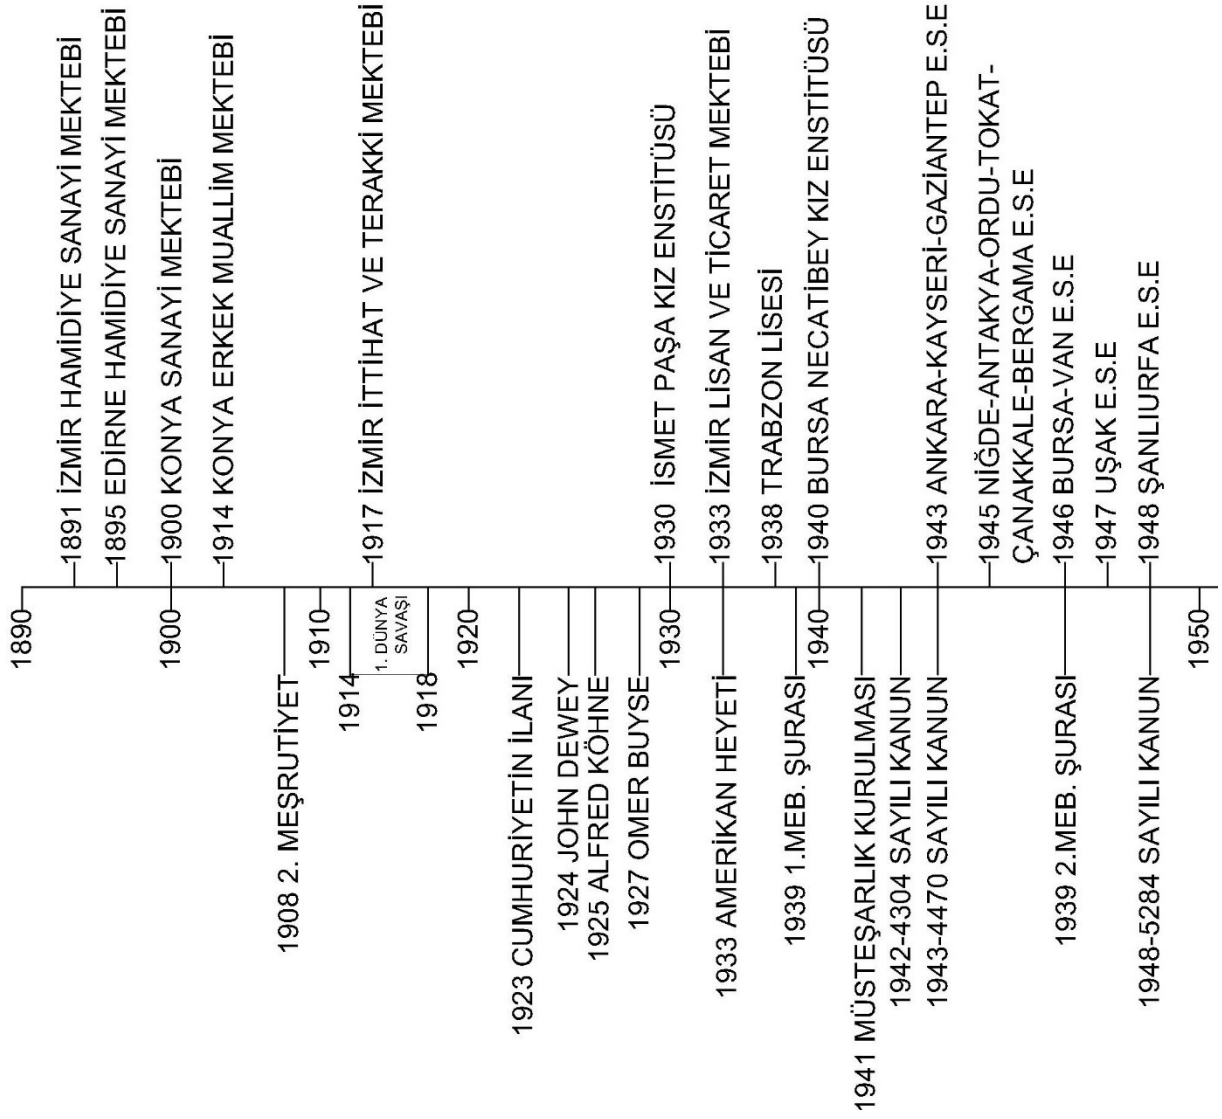 1891 İZMİR HAMİDİYE SANAYİ MEKTEBİ
1895 EDİRNE HAMİDİYE SANAYİ MEKTEBİ
1900 KONYA SANAYİ MEKTEBİ
1914 KONYA ERKEK MUALLİM MEKTEBİ
1917 İZMİR İTTİHAT VE TERAKKİ MEKTEBİ
1930 İSMET PAŞA KIZ ENSTİTÜSÜ
1933 İZMİR LİSAN VE TİCARET MEKTEBİ
1938 TRABZON LİSESİ
1940 BURSA NECATİBEY KIZ ENSTİTÜSÜ
1943 ANKARA-KAYSERİ-GAZİANTEP E.S.E
1945 NİĞDE-ANTAKYA-ORDU-TOKAT-
ÇANAKKALE-BERGAMA E.S.E
1946 BURSA-VAN E.S.E
1947 UŞAK E.S.E
1948 ŞANLIURFA E.S.E
1890
1900
1910
1920
1930
1940
1950
1. DÜNYA
SAVAŞI
1908 2. MEŞRUTİYET
1914
1918
1923 CUMHURİYETİN İLANI
1924 JOHN DEWEY
1925 ALFRED KÖHNE
1927 OMER BUYSE
1933 AMERİKAN HEYETİ
1939 1.MEB. ŞURASI
1941 MÜSTEŞARLIK KURULMASI
1942-4304 SAYILI KANUN
1943-4470 SAYILI KANUN
1939 2.MEB. ŞURASI
1948-5284 SAYILI KANUN